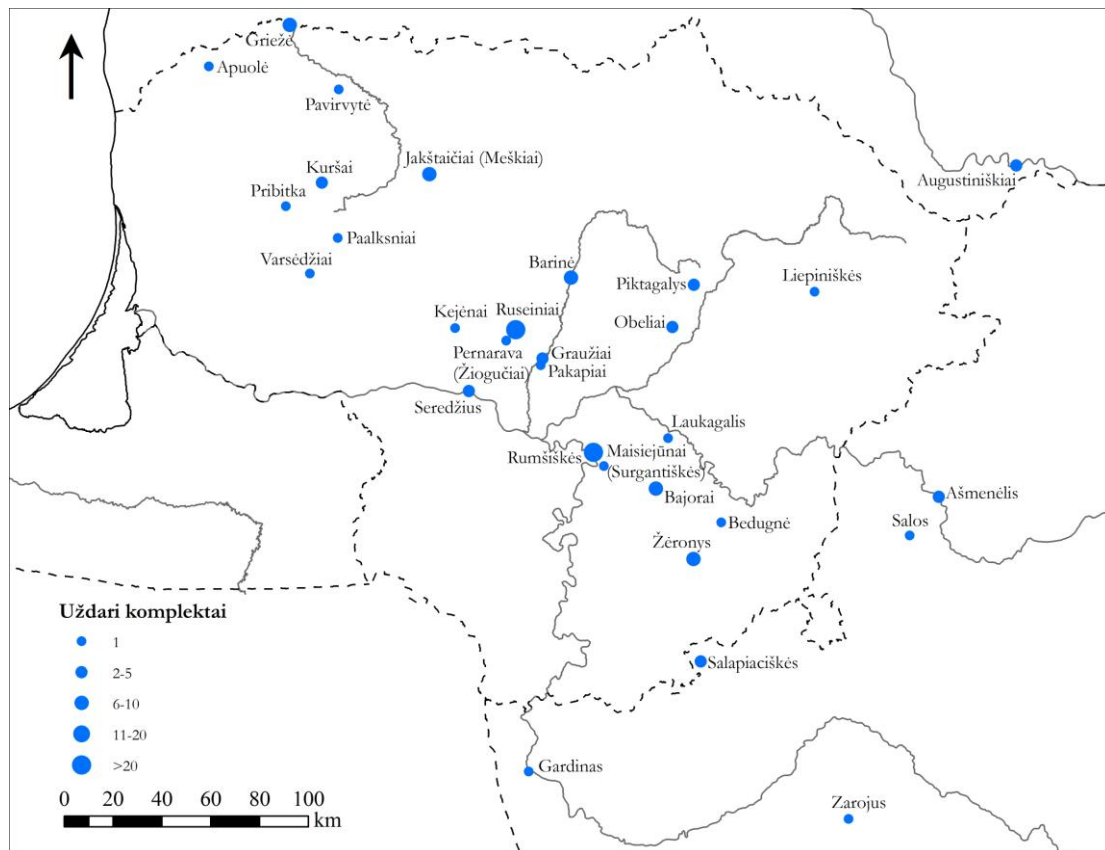 Griežė
Apuolė
Pavirvytė
Kuršai
Jakštaičiai (Meškiai)
Pribitka
Augustiniškiai
Paalksniai
Varsėdžiai
Barinė
Piktagalys
Liepiniškės
Kejėnai
Ruseiniai
Obeliai
Pernarava
(Žiogučiai)
Graužiai
Pakapiai
Seredžius
Laukagalis
Rumšiškės
Maisiejūnai
(Surgantiškės)
Bajorai
Ašmenėlis
Bedugnė
Salos
Žėronys
Salapiaciškės
Gardinas
Zarojus
Uždari komplektai
1
2-5
6-10
11-20
>20
0 20 40 60 80 100
km